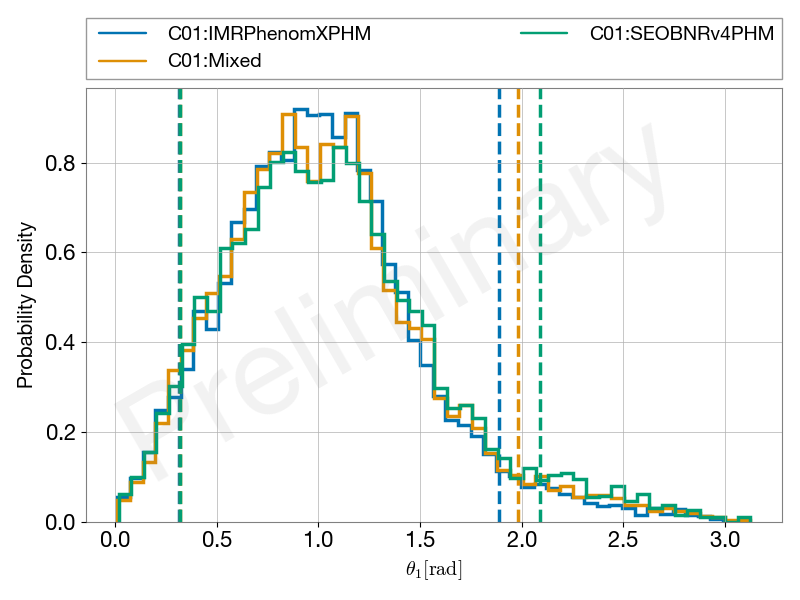 C01:IMRPhenomXPHM
C01:Mixed
C01:SEOBNRv4PHM
Preliminary
Probability Density
0.8
0.6
0.4
0.2
0.0
0.0 0.5 1.0 1.5 2.0 2.5 3.0
θ₁[rad]